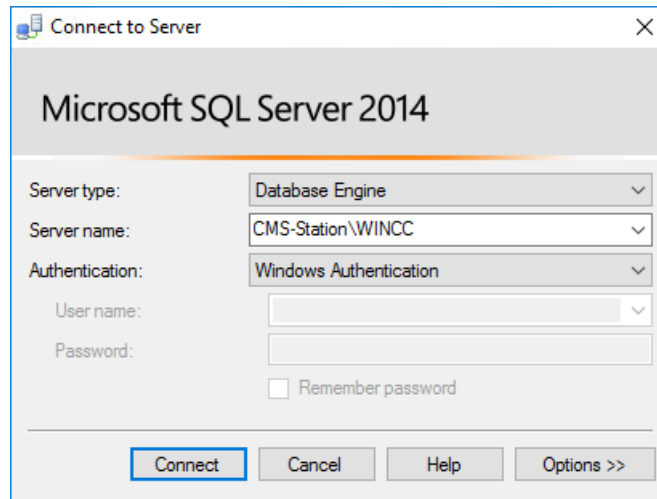 Connect to Server
Microsoft SQL Server 2014
Server type: Database Engine
Server name: CMS-Station\WINCC
Authentication: Windows Authentication
User name:
Password:
Remember password
Connect Cancel Help Options >>